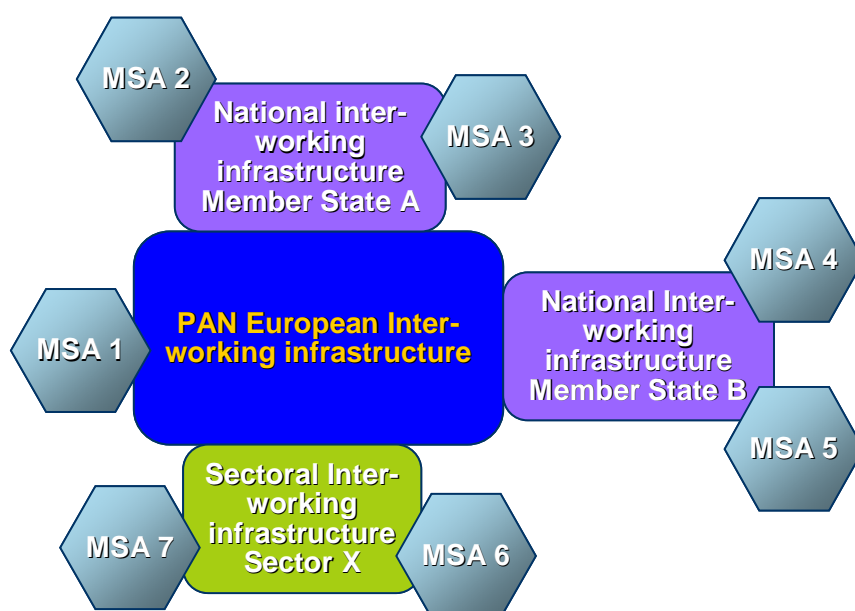 MSA 2
National inter-
working
infrastructure
Member State A
MSA 3
MSA 4
PAN European Inter-
working infrastructure
National Inter-
working
infrastructure
Member State B
MSA 1
MSA 5
Sectoral Inter-
working
infrastructure
Sector X
MSA 7
MSA 6